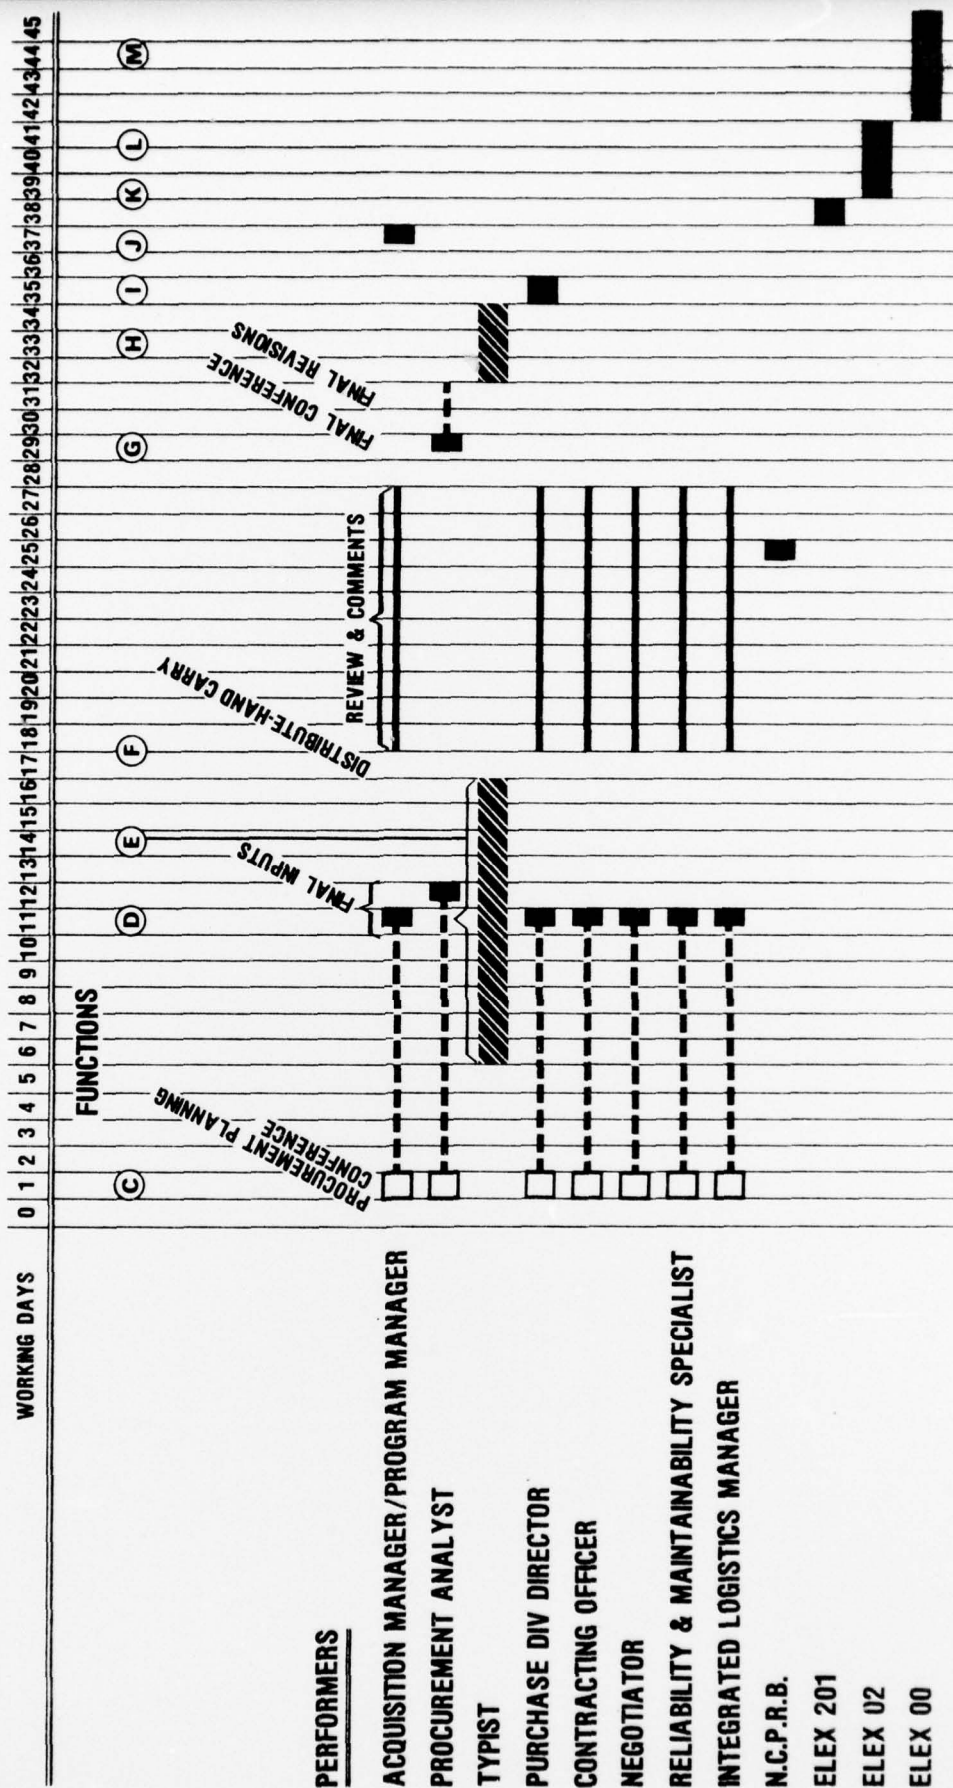 WORKING DAYS 0 1 2 3 4 5 6 7 8 9 10 11 12 13 14 15 16 17 18 19 20 21 22 23 24 25 26 27 28 29 30 31 32 33 34 35 36 37 38 39 40 41 42 43 44 45
FUNCTIONS
C D E F G H I J K L M
PROCUREMENT PLANNING
CONFERENCE
FINAL INPUTS
DISTRIBUTE-HAND CARRY
REVIEW & COMMENTS
FINAL CONFERENCE
FINAL REVISIONS
PERFORMERS
ACQUISITION MANAGER/PROGRAM MANAGER
PROCUREMENT ANALYST
TYPIST
PURCHASE DIV DIRECTOR
CONTRACTING OFFICER
NEGOTIATOR
RELIABILITY & MAINTAINABILITY SPECIALIST
INTEGRATED LOGISTICS MANAGER
N.C.P.R.B.
ELEX 201
ELEX 02
ELEX 00